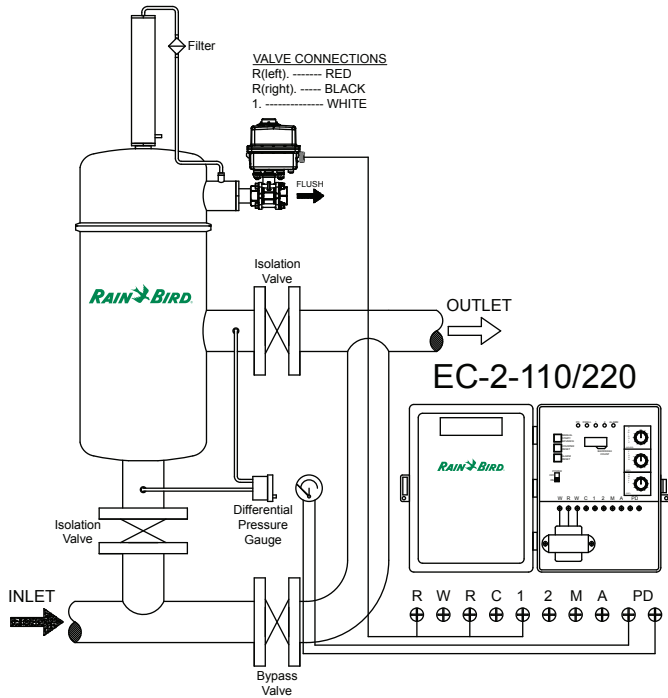 Filter
VALVE CONNECTIONS
R(left). ------- RED
R(right). ----- BLACK
1. -------------- WHITE
FLUSH
Isolation
Valve
RAIN BIRD
OUTLET
EC-2-110/220
RAIN BIRD
W R W C 1 2 M A PD
Differential
Pressure
Gauge
Isolation
Valve
INLET
R W R C 1 2 M A PD
Bypass
Valve